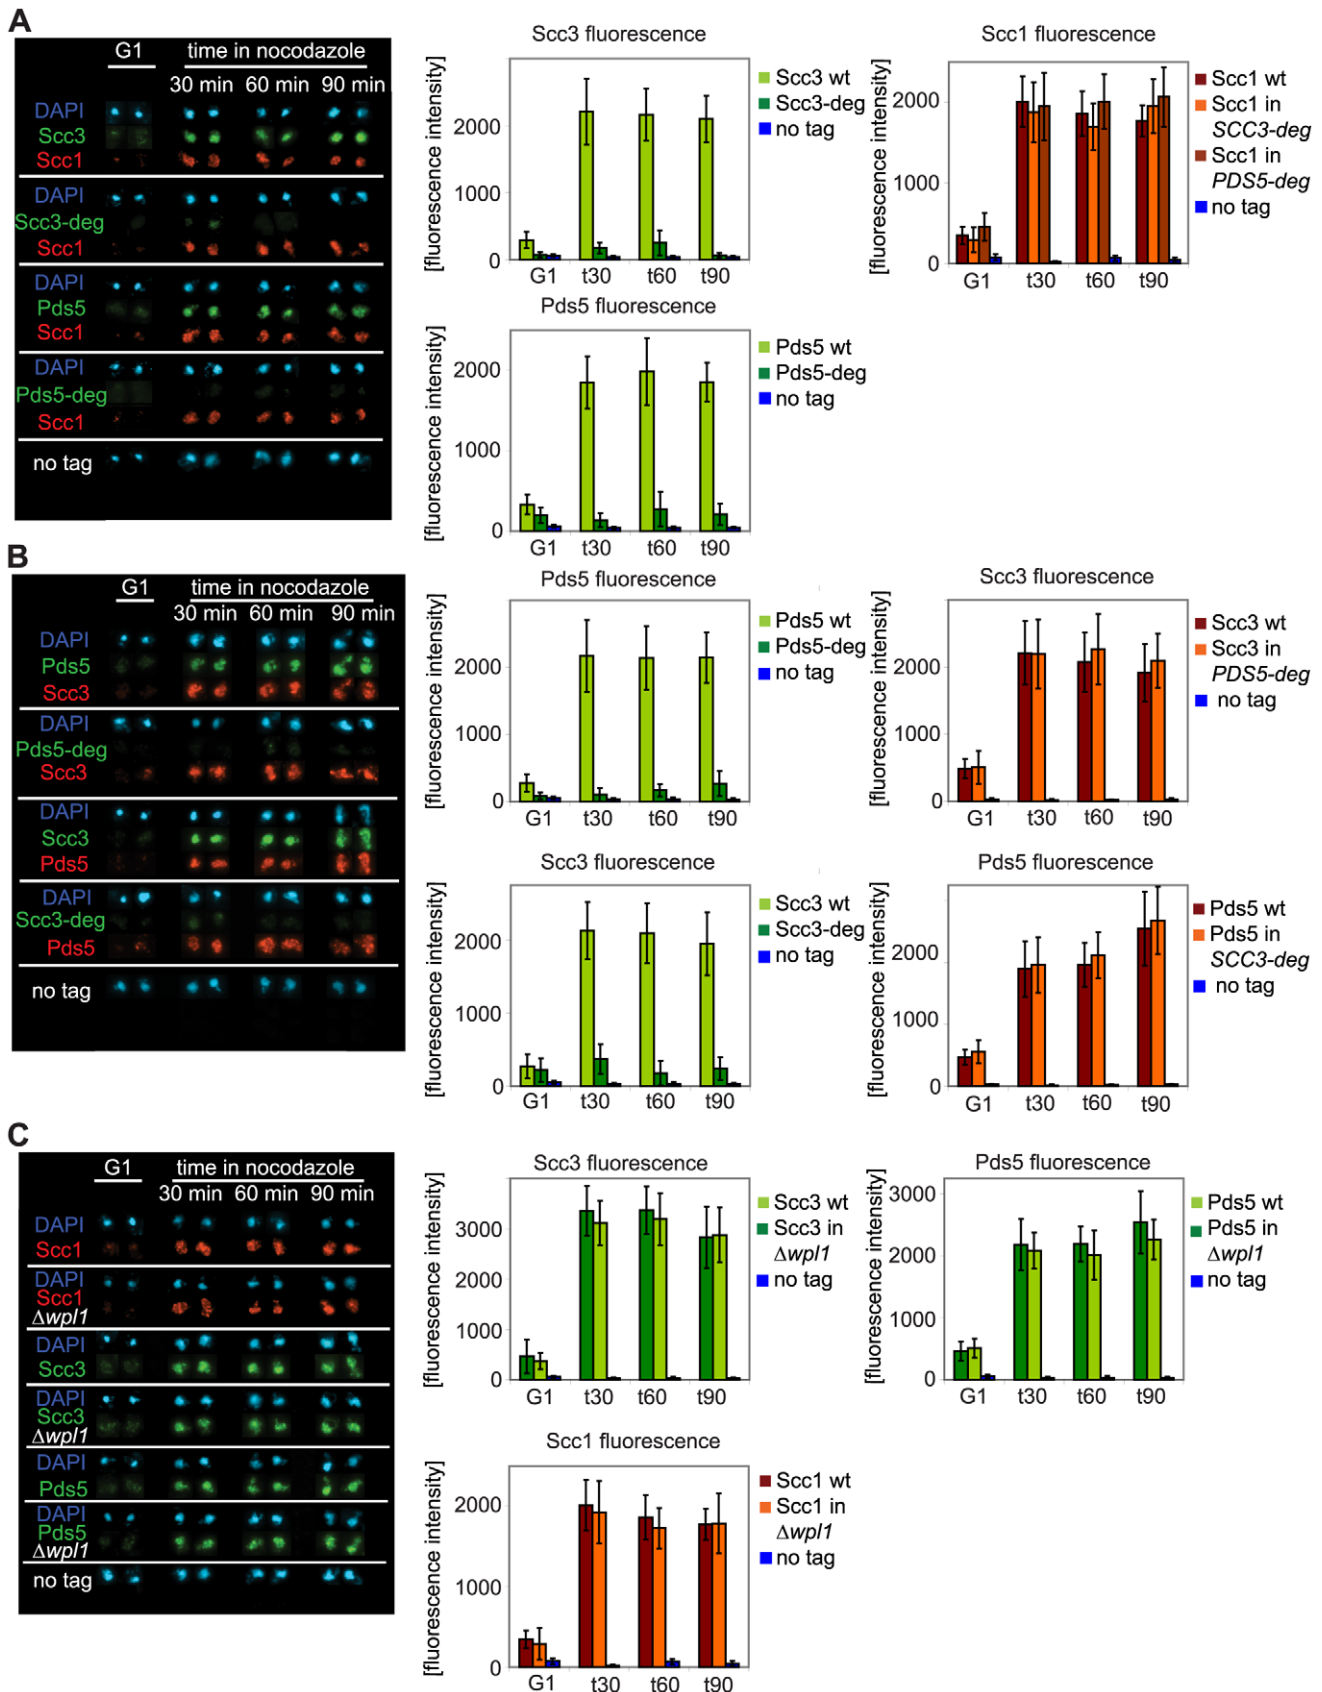 A
G1 time in nocodazole
30 min 60 min 90 min
DAPI
Scc3
Scc1
DAPI
Scc3-deg
Scc1
DAPI
Pds5
Scc1
DAPI
Pds5-deg
Scc1
no tag
Scc3 fluorescence
[fluorescence intensity]
2000
1000
0
G1 t30 t60 t90
Scc3 wt
Scc3-deg
no tag
Scc1 fluorescence
[fluorescence intensity]
2000
1000
0
G1 t30 t60 t90
Scc1 wt
Scc1 in
SCC3-deg
Scc1 in
PDS5-deg
no tag
Pds5 fluorescence
[fluorescence intensity]
2000
1000
0
G1 t30 t60 t90
Pds5 wt
Pds5-deg
no tag
B
G1 time in nocodazole
30 min 60 min 90 min
DAPI
Pds5
Scc3
DAPI
Pds5-deg
Scc3
DAPI
Scc3
Pds5
DAPI
Scc3-deg
Pds5
no tag
Pds5 fluorescence
[fluorescence intensity]
2000
1000
0
G1 t30 t60 t90
Pds5 wt
Pds5-deg
no tag
Scc3 fluorescence
[fluorescence intensity]
2000
1000
0
G1 t30 t60 t90
Scc3 wt
Scc3 in
PDS5-deg
no tag
Scc3 fluorescence
[fluorescence intensity]
2000
1000
0
G1 t30 t60 t90
Scc3 wt
Scc3-deg
no tag
Pds5 fluorescence
[fluorescence intensity]
2000
1000
0
G1 t30 t60 t90
Pds5 wt
Pds5 in
SCC3-deg
no tag
C
G1 time in nocodazole
30 min 60 min 90 min
DAPI
Scc1
DAPI
Scc1
Δwpl1
DAPI
Scc3
DAPI
Scc3
Δwpl1
DAPI
Pds5
DAPI
Pds5
Δwpl1
no tag
Scc3 fluorescence
[fluorescence intensity]
3000
2000
1000
0
G1 t30 t60 t90
Scc3 wt
Scc3 in
Δwpl1
no tag
Pds5 fluorescence
[fluorescence intensity]
3000
2000
1000
0
G1 t30 t60 t90
Pds5 wt
Pds5 in
Δwpl1
no tag
Scc1 fluorescence
[fluorescence intensity]
2000
1000
0
G1 t30 t60 t90
Scc1 wt
Scc1 in
Δwpl1
no tag